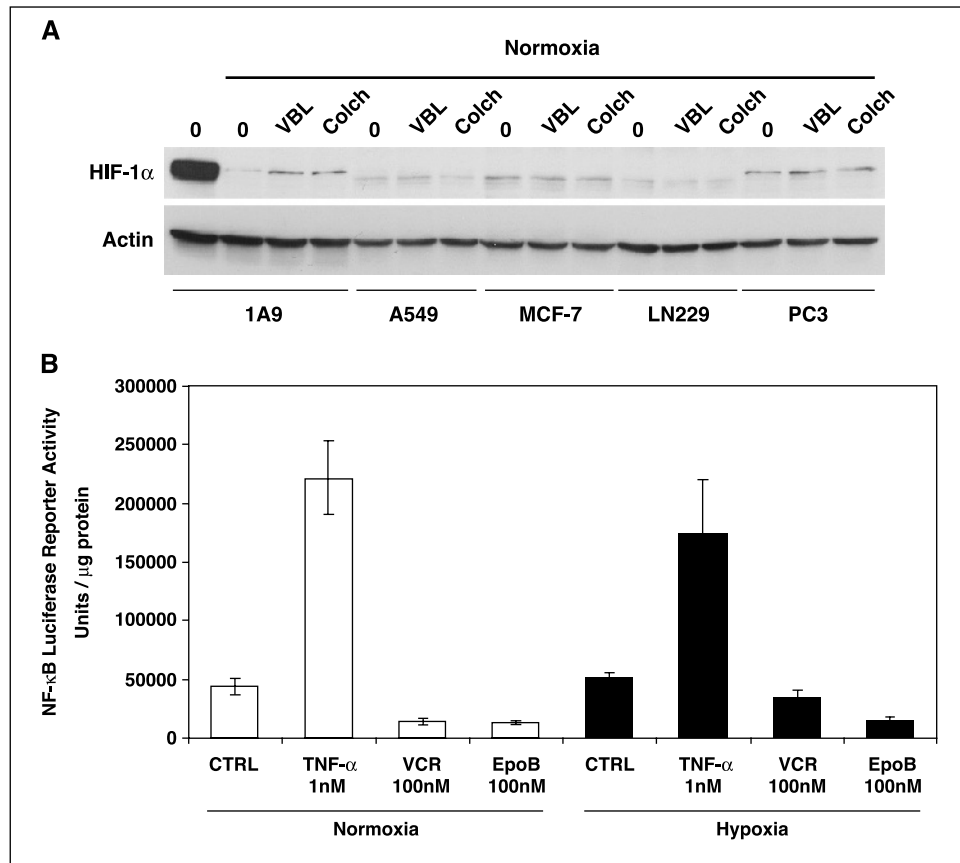 A
Normoxia
0 0 VBL Colch 0 VBL Colch 0 VBL Colch 0 VBL Colch 0 VBL Colch
HIF-1α
Actin
1A9 A549 MCF-7 LN229 PC3
B
NF-κB Luciferase Reporter Activity
Units / μg protein
300000
250000
200000
150000
100000
50000
0
CTRL TNF-α VCR EpoB CTRL TNF-α VCR EpoB
1nM 100nM 100nM 1nM 100nM 100nM
Normoxia Hypoxia